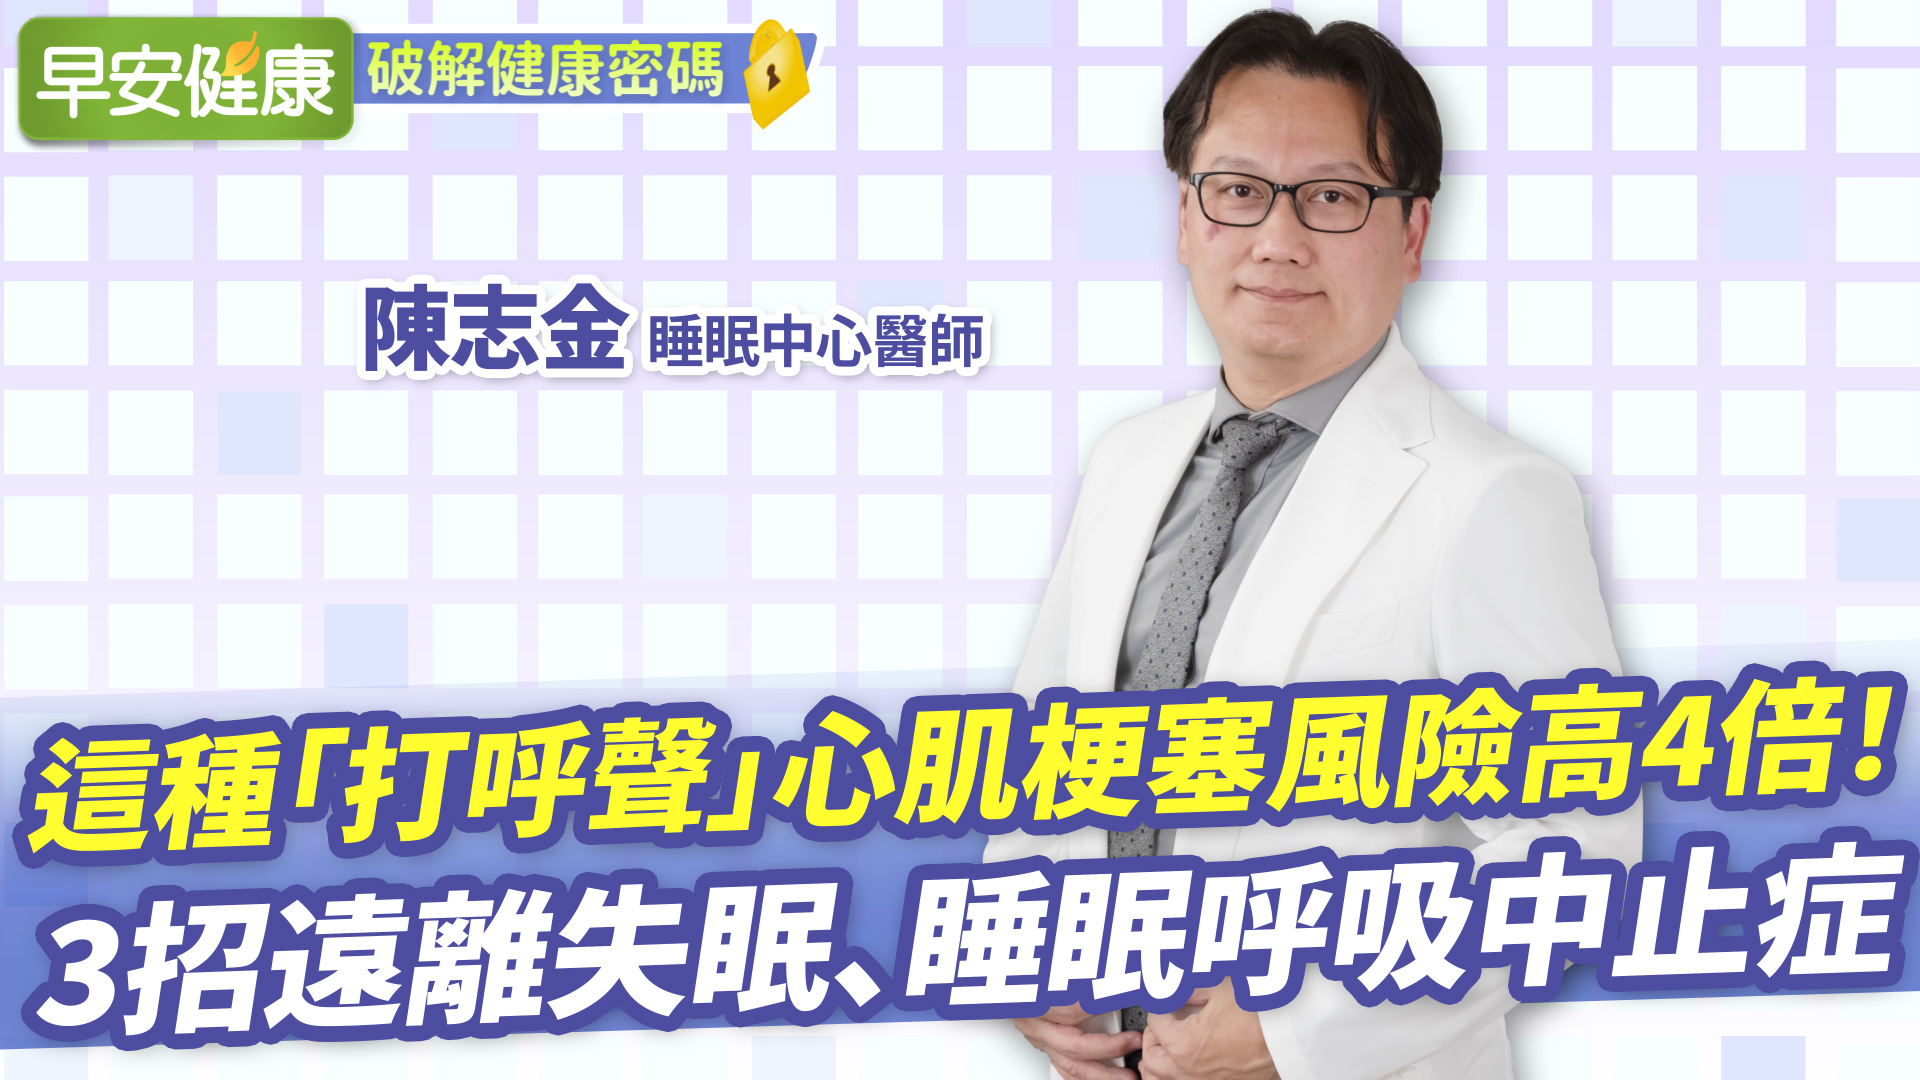 早安健康 破解健康密碼
陳志金 睡眠中心醫師
這種「打呼聲」心肌梗塞風險高4倍！
3招遠離失眠、睡眠呼吸中止症